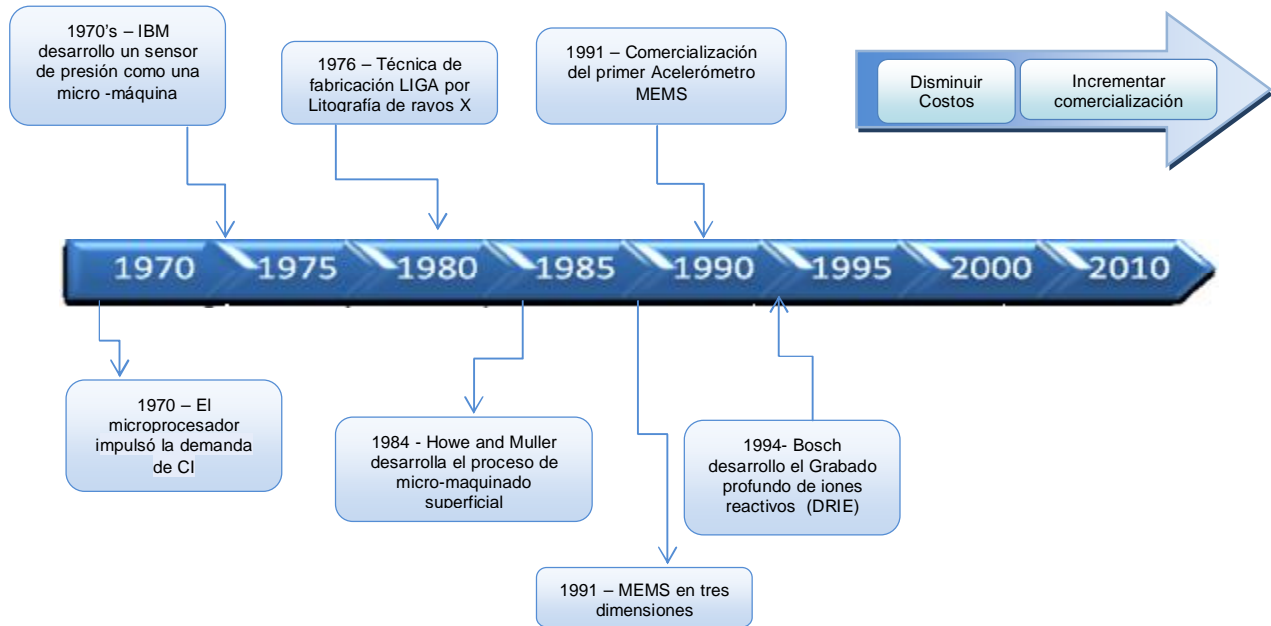 1970's – IBM
desarrollo un sensor
de presión como una
micro -máquina
1976 – Técnica de
fabricación LIGA por
Litografía de rayos X
1991 – Comercialización
del primer Acelerómetro
MEMS
Disminuir
Costos
Incrementar
comercialización
1970
1975
1980
1985
1990
1995
2000
2010
1970 – El
microprocesador
impulsó la demanda
de CI
1984 - Howe and Muller
desarrolla el proceso de
micro-maquinado
superficial
1994- Bosch
desarrollo el Grabado
profundo de iones
reactivos (DRIE)
1991 – MEMS en tres
dimensiones